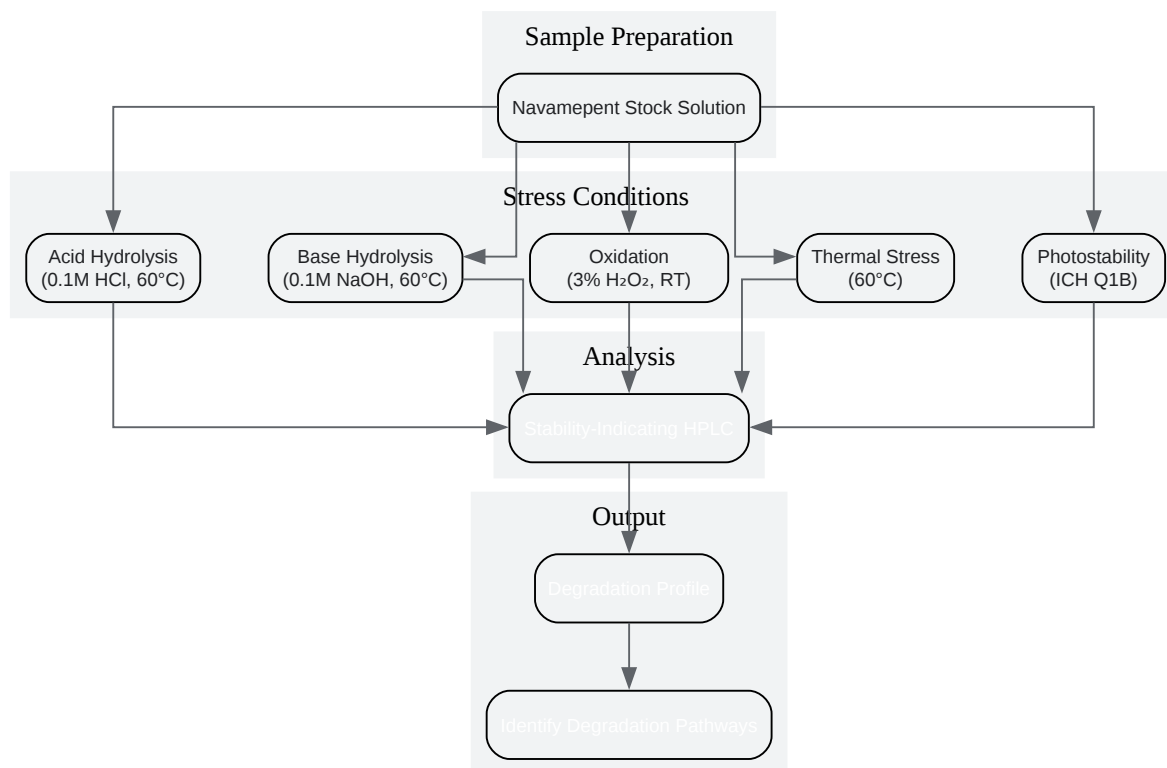 Sample Preparation
Navamepent Stock Solution
Stress Conditions
Acid Hydrolysis
(0.1M HCl, 60°C)
Base Hydrolysis
(0.1M NaOH, 60°C)
Oxidation
(3% H₂O₂, RT)
Thermal Stress
(60°C)
Photostability
(ICH Q1B)
Analysis
Stability-Indicating HPLC
Output
Degradation Profile
Identify Degradation Pathways